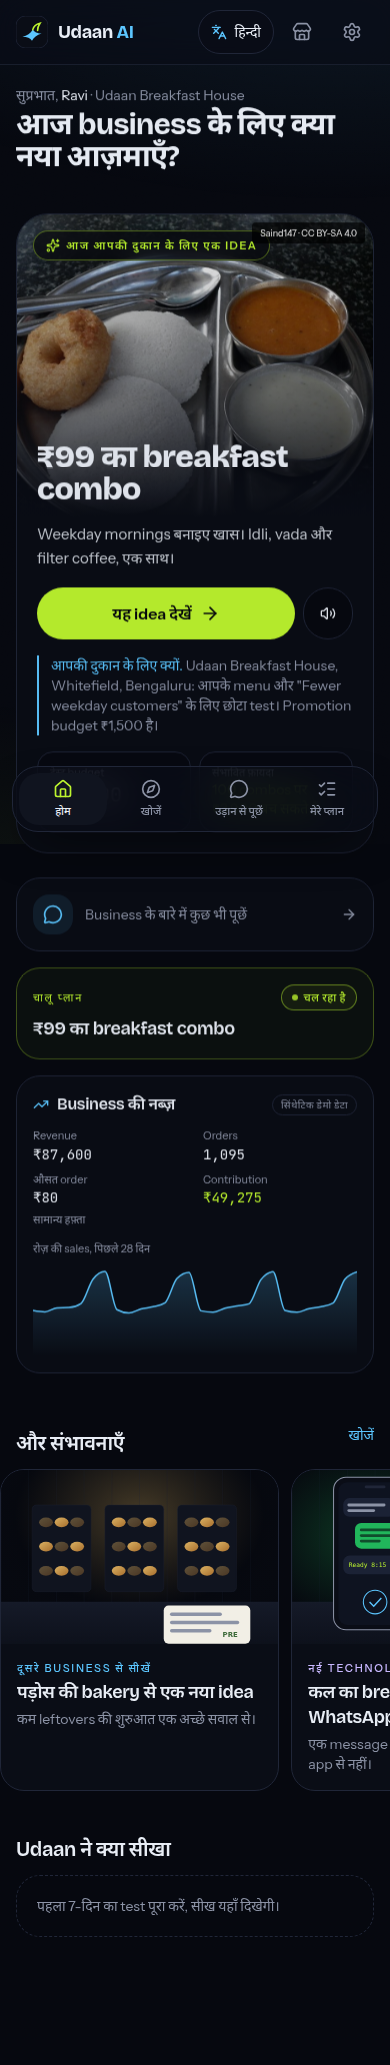 Udaan AI
हिन्दी
सुप्रभात, Ravi · Udaan Breakfast House
आज business के लिए क्या
नया आज़माएँ?
Saind147 · CC BY-SA 4.0
आज आपकी दुकान के लिए एक IDEA
₹99 का breakfast
combo
Weekday mornings बनाइए खास। Idli, vada और
filter coffee, एक साथ।
यह idea देखें
आपकी दुकान के लिए क्यों. Udaan Breakfast House,
Whitefield, Bengaluru: आपके menu और "Fewer
weekday customers" के लिए छोटा test। Promotion
budget ₹1,500 है।
होम
खोजें
उड़ान से पूछें
मेरे प्लान
Business के बारे में कुछ भी पूछें
चालू प्लान
चल रहा है
₹99 का breakfast combo
Business की नब्ज़
सिंथेटिक डेमो डेटा
Revenue
Orders
₹87,600
1,095
औसत order
Contribution
₹80
₹49,275
सामान्य हफ़्ता
रोज़ की sales, पिछले 28 दिन
और संभावनाएँ
खोजें
PRE
Ready 8:15
दूसरे BUSINESS से सीखें
पड़ोस की bakery से एक नया idea
कम leftovers की शुरुआत एक अच्छे सवाल से।
नई TECHNOL
कल का bre
WhatsApp
एक message
app से नहीं।
Udaan ने क्या सीखा
पहला 7-दिन का test पूरा करें, सीख यहाँ दिखेगी।